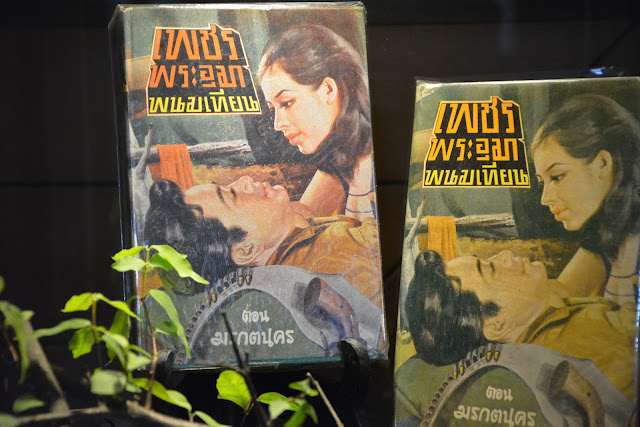 เพชร
พระอุมา
พนมเทียน
ตอน
มรกตนคร
เพชร
พระอุมา
พนมเทียน
ตอน
มรกตนคร